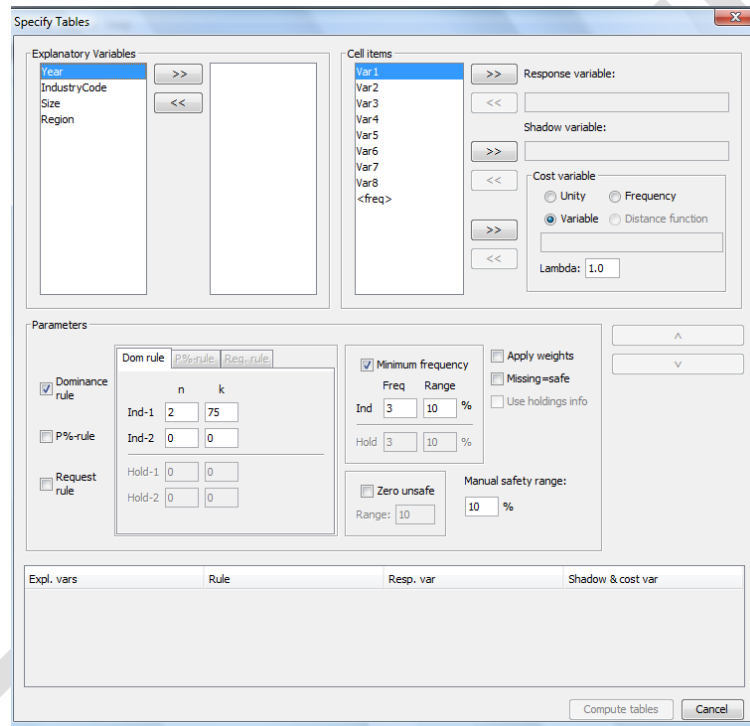 Specify Tables
x
Explanatory Variables
Year
IndustryCode
Size
Region
>>
<<
Cell items
Var1
Var2
Var3
Var4
Var5
Var6
Var7
Var8
<freq>
>>
<<
Response variable:
Shadow variable:
>>
<<
Cost variable
Unity Frequency
Variable Distance function
>>
<<
Lambda: 1.0
Parameters
Dominance
rule
P%-rule
Request
rule
Dom rule P%-rule Req. rule
n k
Ind-1 2 75
Ind-2 0 0
Hold-1 0 0
Hold-2 0 0
Minimum frequency
Freq Range
Ind 3 10 %
Hold 3 10 %
Zero unsafe
Range: 10
Apply weights
Missing=safe
Use holdings info
Manual safety range:
10 %
^
v
Expl. vars Rule Resp. var Shadow & cost var
Compute tables Cancel